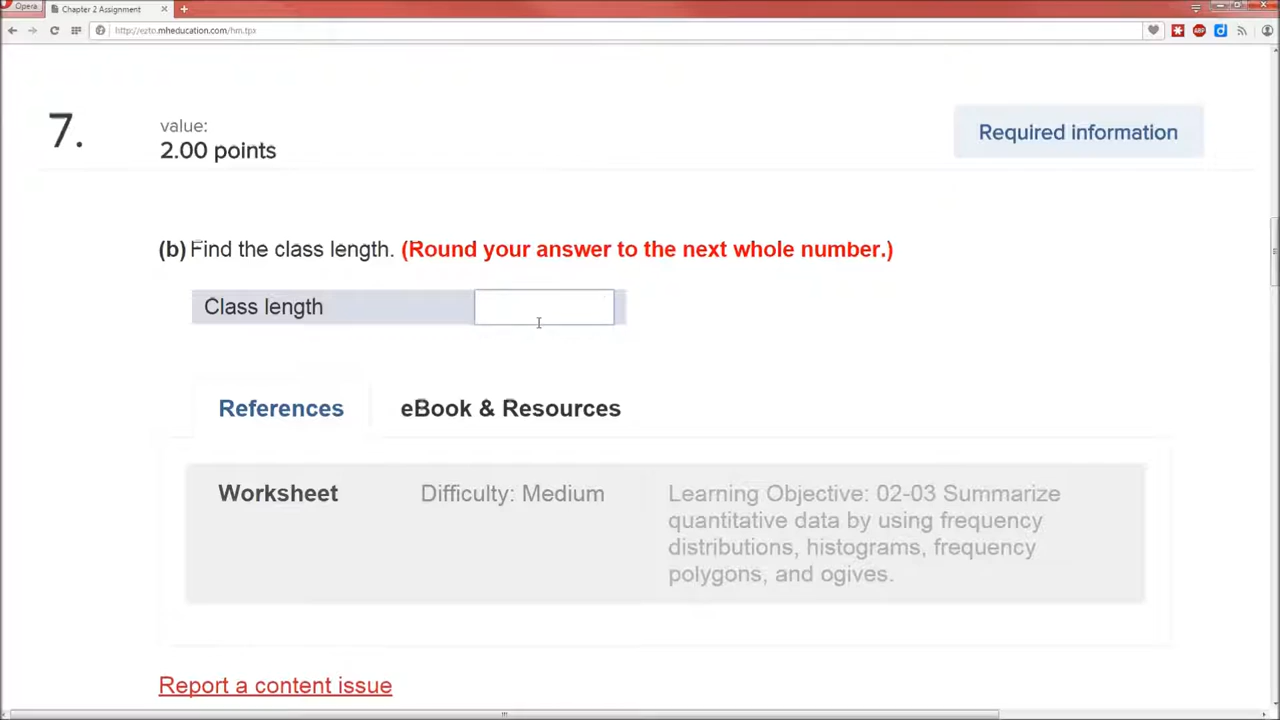 Opera
Chapter 2 Assignment
http://ezto.mheducation.com/hm.tpx
7.
value:
2.00 points
Required information
(b) Find the class length. (Round your answer to the next whole number.)
Class length
References
eBook & Resources
Worksheet
Difficulty: Medium
Learning Objective: 02-03 Summarize
quantitative data by using frequency
distributions, histograms, frequency
polygons, and ogives.
Report a content issue